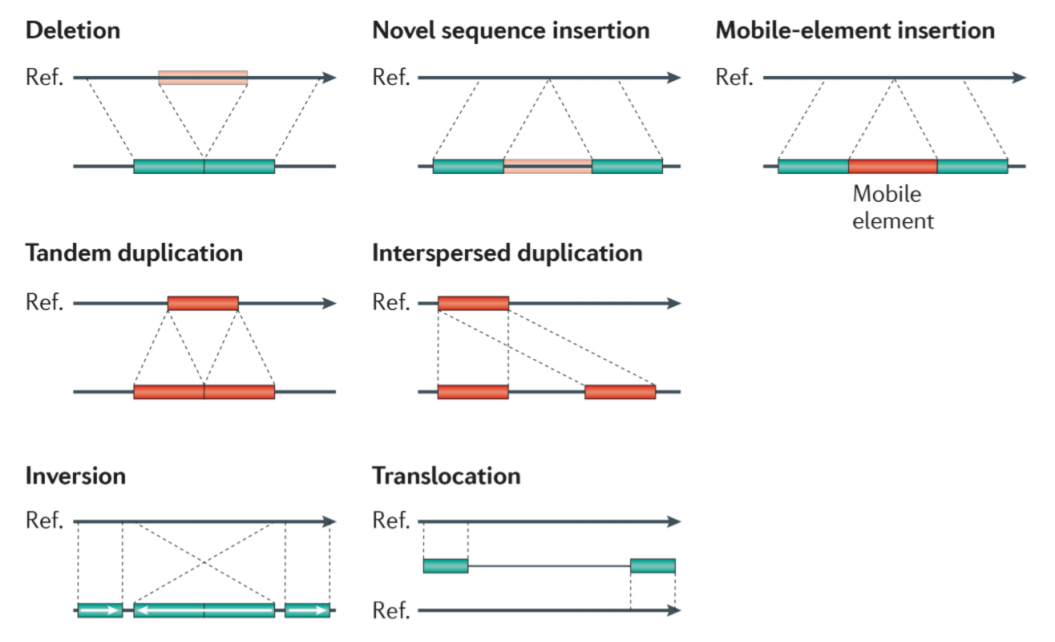 Deletion
Novel sequence insertion
Mobile-element insertion
Ref.
Ref.
Ref.
Mobile
element
Tandem duplication
Interspersed duplication
Ref.
Ref.
Inversion
Translocation
Ref.
Ref.
Ref.